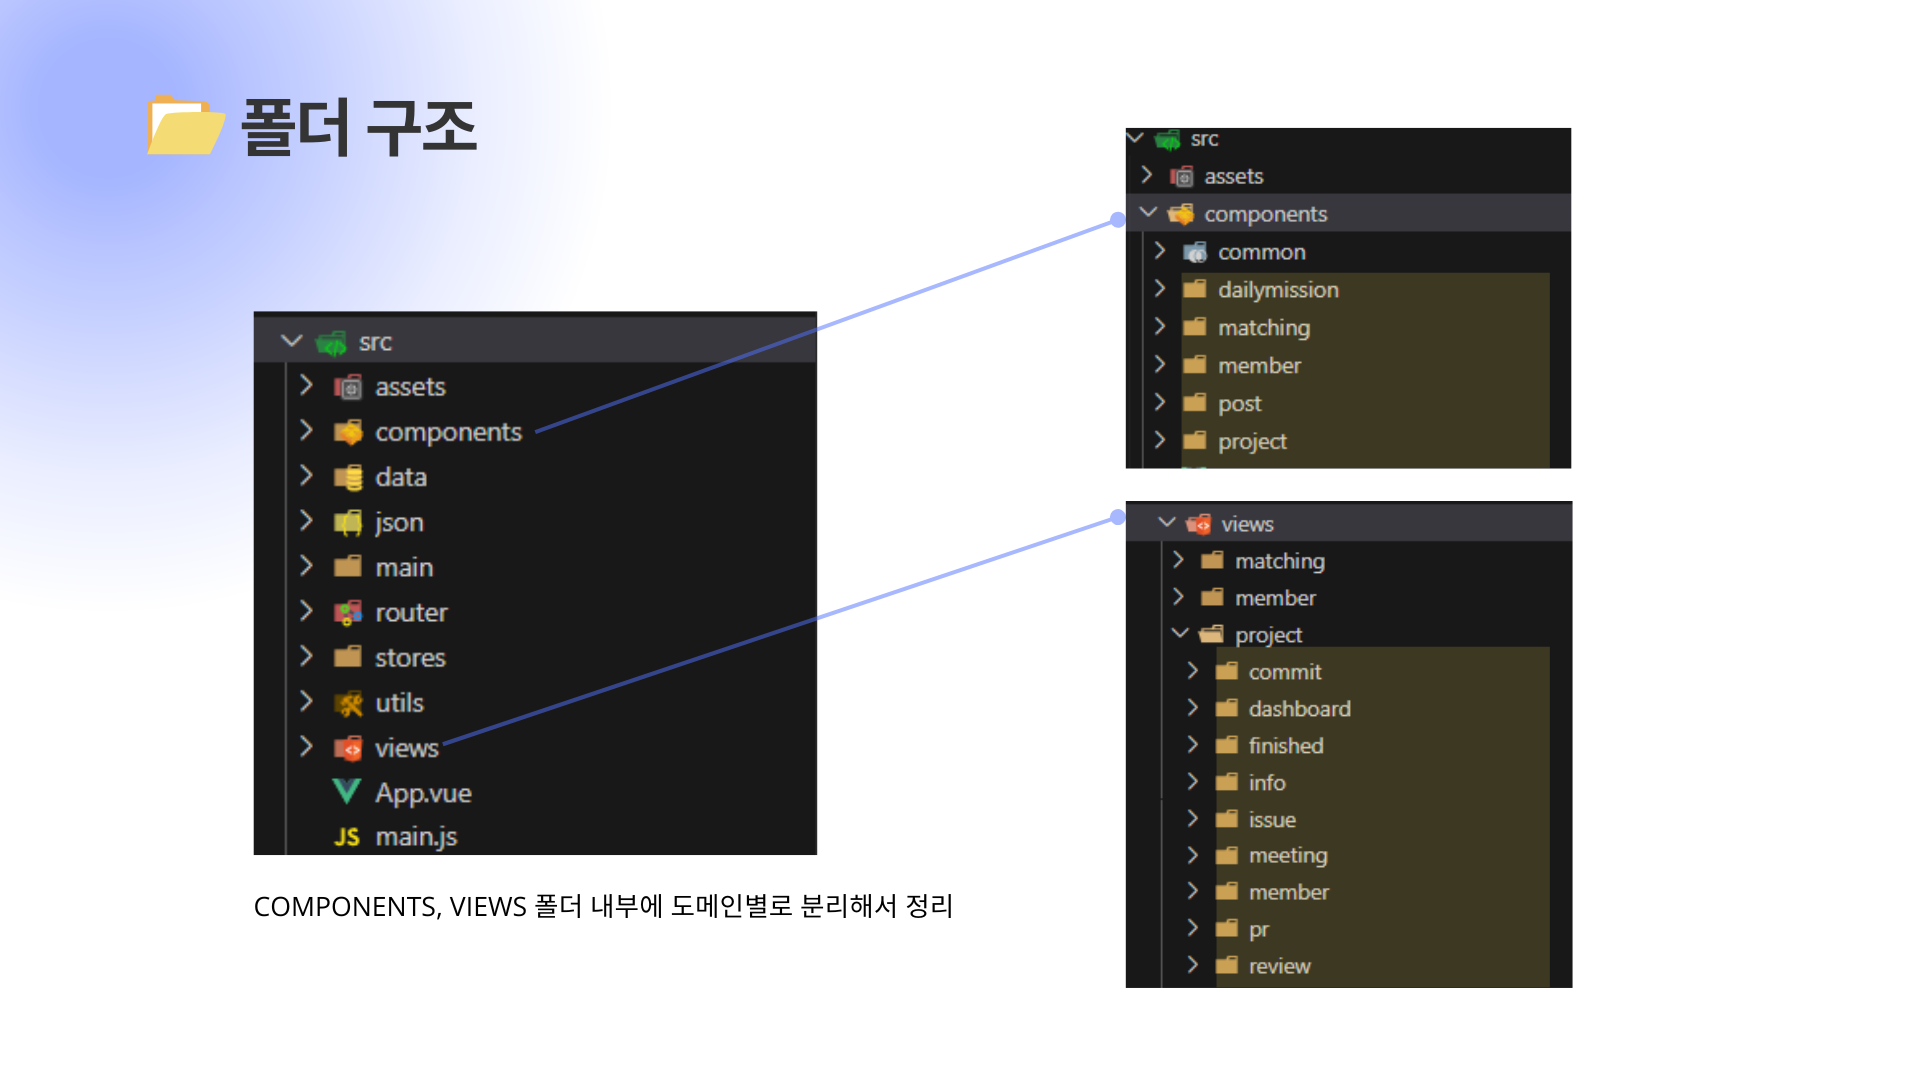 폴더 구조
src
assets
components
data
json
main
router
stores
utils
views
App.vue
JS main.js
COMPONENTS, VIEWS 폴더 내부에 도메인별로 분리해서 정리
src
assets
components
common
dailymission
matching
member
post
project
views
matching
member
project
commit
dashboard
finished
info
issue
meeting
member
pr
review